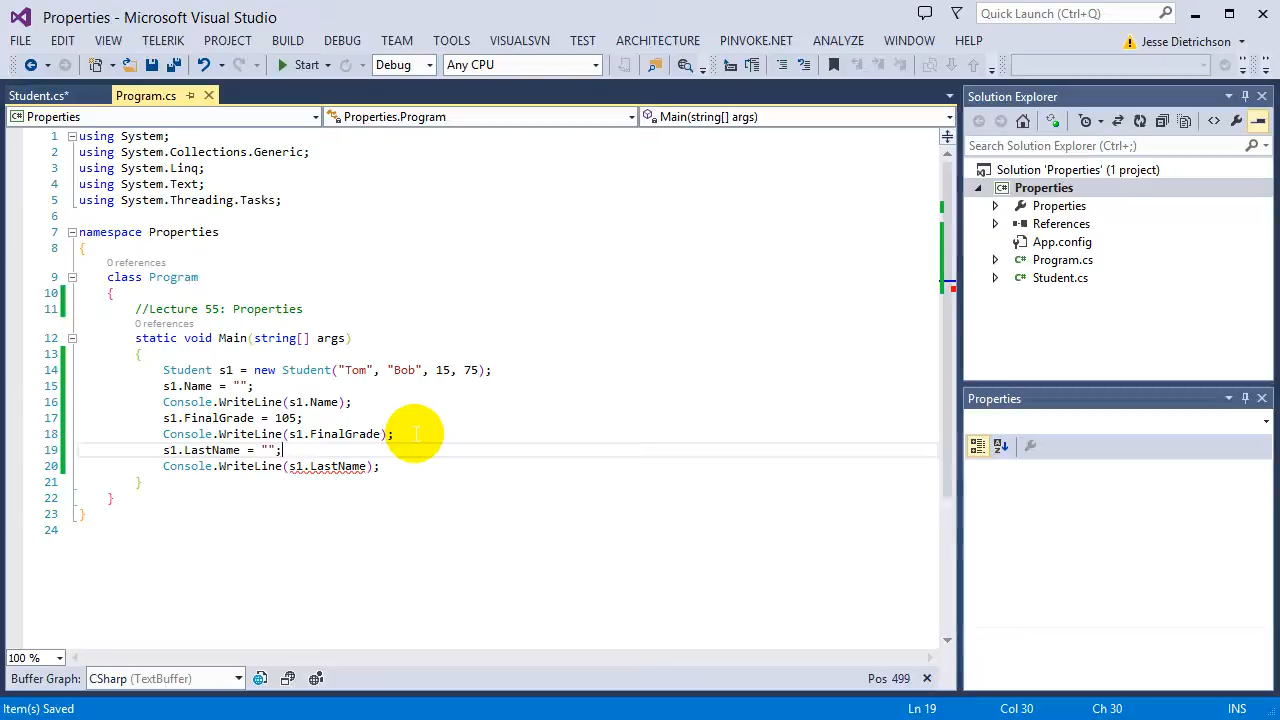 Properties - Microsoft Visual Studio
Quick Launch (Ctrl+Q)
FILE EDIT VIEW TELERIK PROJECT BUILD DEBUG TEAM TOOLS VISUALSVN TEST ARCHITECTURE PINVOKE.NET ANALYZE WINDOW HELP
Jesse Dietrichson
Start Debug Any CPU
Student.cs* Program.cs
Properties Properties.Program Main(string[] args)
1 using System;
2 using System.Collections.Generic;
3 using System.Linq;
4 using System.Text;
5 using System.Threading.Tasks;
6
7 namespace Properties
8 {
0 references
9 class Program
10 {
11 //Lecture 55: Properties
0 references
12 static void Main(string[] args)
13 {
14 Student s1 = new Student("Tom", "Bob", 15, 75);
15 s1.Name = "";
16 Console.WriteLine(s1.Name);
17 s1.FinalGrade = 105;
18 Console.WriteLine(s1.FinalGrade);
19 s1.LastName = "";
20 Console.WriteLine(s1.LastName);
21 }
22 }
23 }
24
100 %
Buffer Graph: CSharp (TextBuffer) Pos 499
Solution Explorer
Search Solution Explorer (Ctrl+;)
Solution 'Properties' (1 project)
C# Properties
Properties
References
App.config
C# Program.cs
C# Student.cs
Properties
Item(s) Saved Ln 19 Col 30 Ch 30 INS